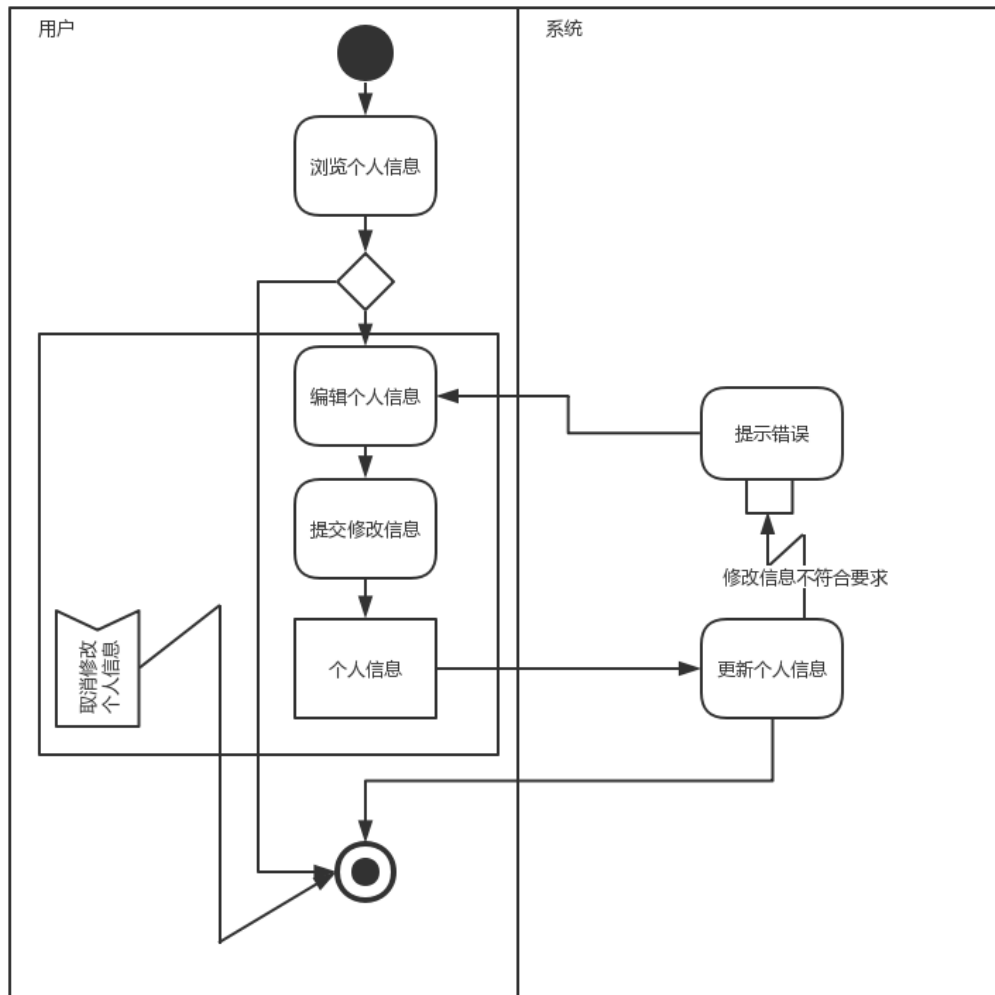 用户
系统
浏览个人信息
编辑个人信息
提示错误
提交修改信息
修改信息不符合要求
取消修改
个人信息
个人信息
更新个人信息